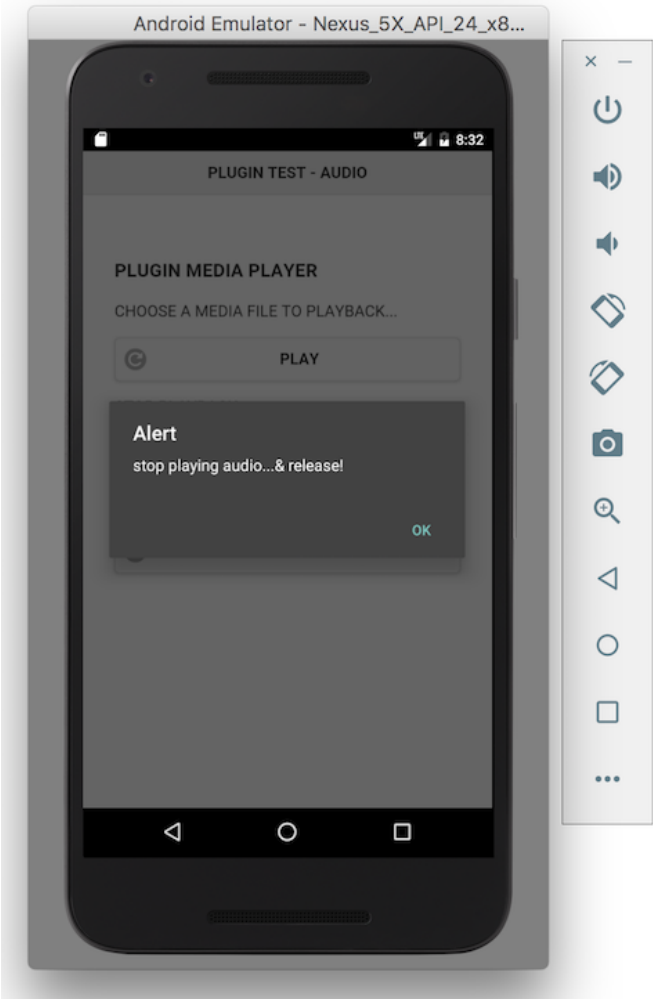 Android Emulator - Nexus_5X_API_24_x8...
LTE 8:32
PLUGIN TEST - AUDIO
PLUGIN MEDIA PLAYER
CHOOSE A MEDIA FILE TO PLAYBACK...
PLAY
Alert
stop playing audio...& release!
OK